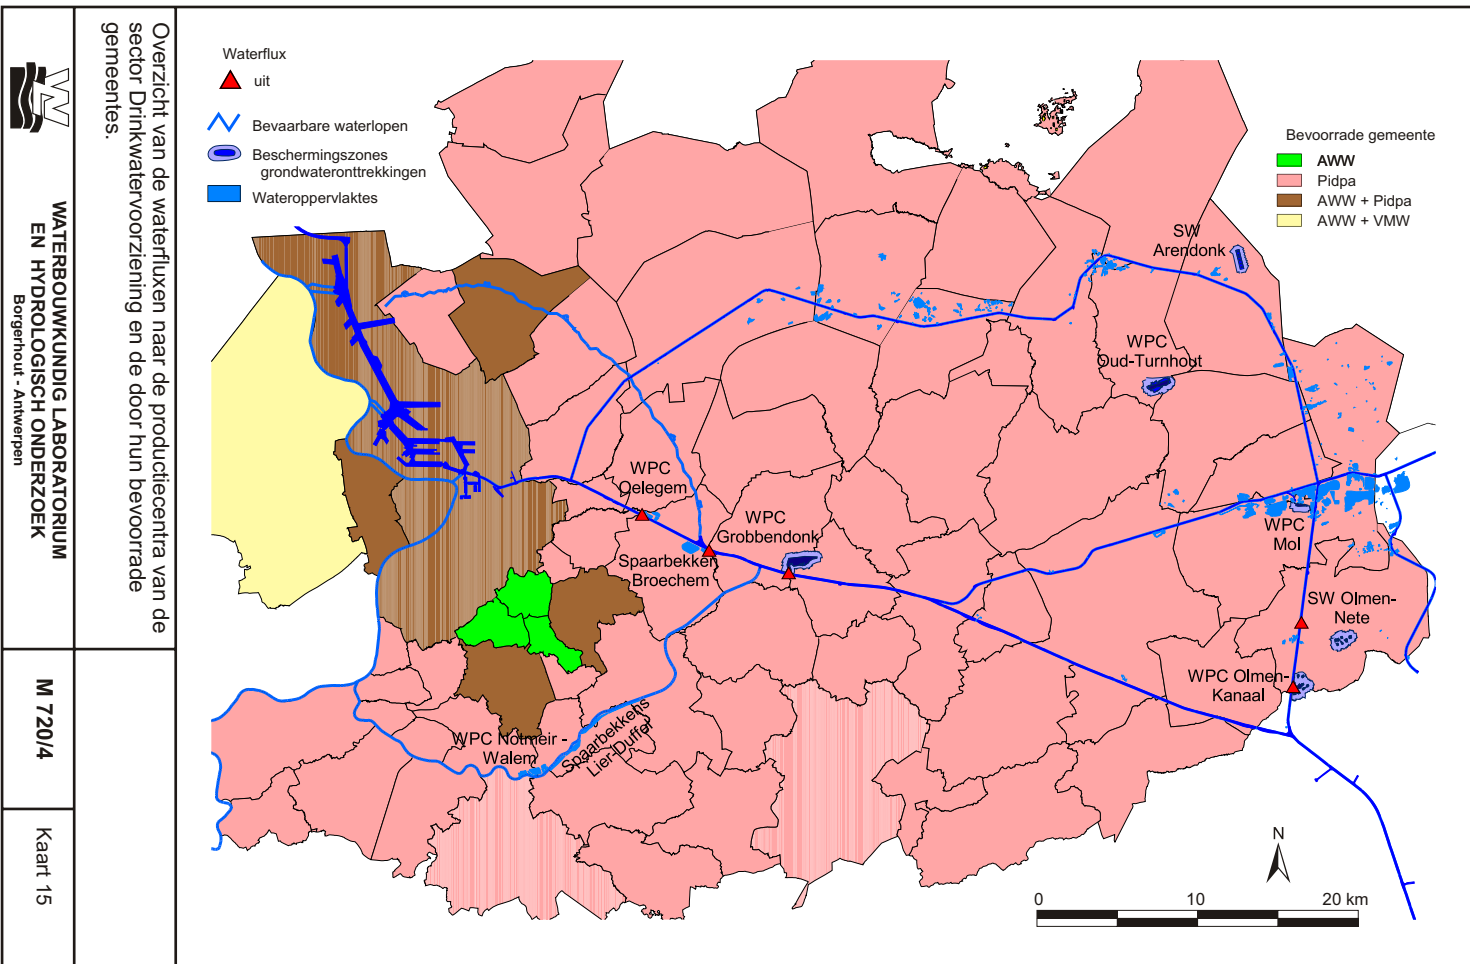 Overzicht van de waterfluxen naar de productiecentra van de
sector Drinkwatervoorziening en de door hun bevoorrade
gemeentes.
WATERBOUWKUNDIG LABORATORIUM
EN HYDROLOGISCH ONDERZOEK
Borgerhout - Antwerpen
M 720/4
Kaart 15
Waterflux
uit
Bevaarbare waterlopen
Beschermingszones
grondwateronttrekkingen
Wateroppervlaktes
Bevoorrade gemeente
AWW
Pidpa
AWW + Pidpa
AWW + VMW
SW
Arendonk
WPC
Oud-Turnhout
WPC
Oelegem
WPC
Grobbendonk
Spaarbekken
Broechem
WPC
Mol
SW Olmen-
Nete
WPC Olmen-
Kanaal
WPC Notmeir -
Walem
Spaarbekkens
Lier-Duffel
N
0 10 20 km